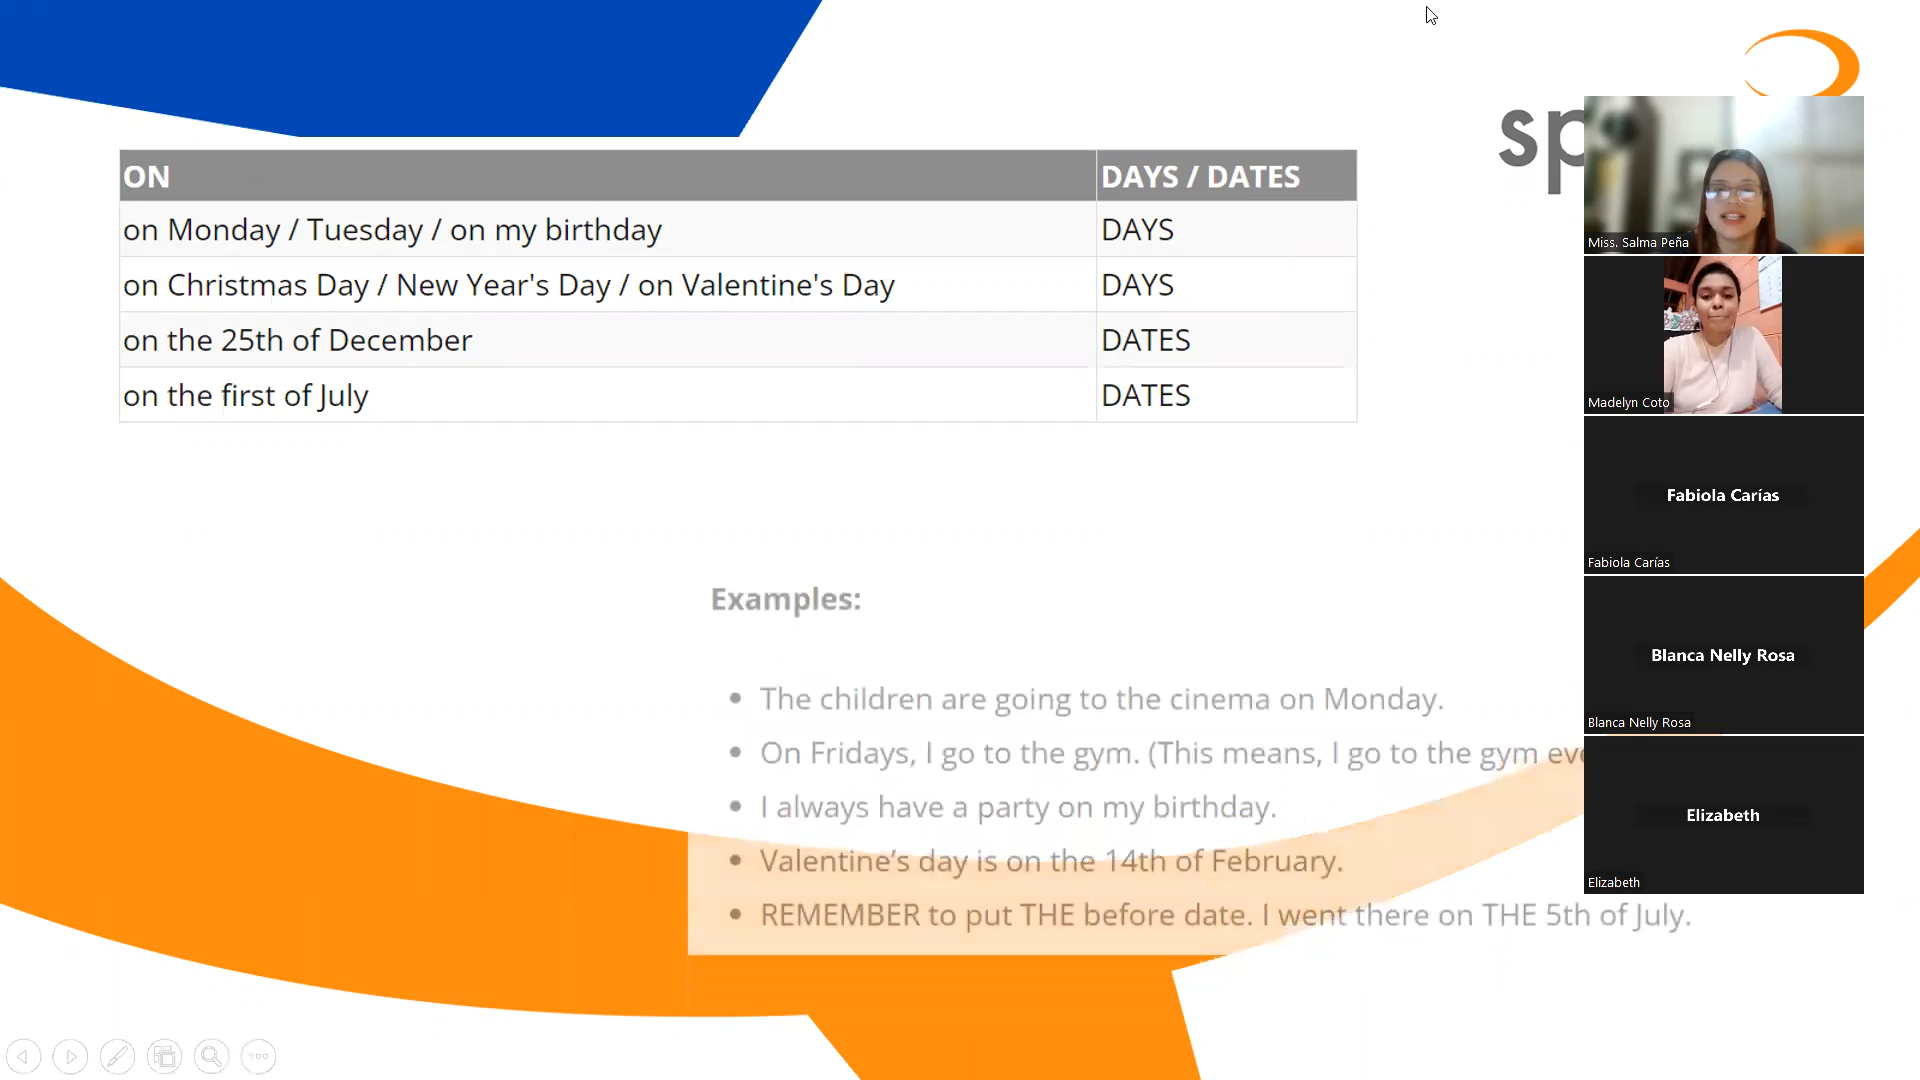 sp
ON DAYS / DATES
on Monday / Tuesday / on my birthday DAYS
on Christmas Day / New Year's Day / on Valentine's Day DAYS
on the 25th of December DATES
on the first of July DATES
Examples:
• The children are going to the cinema on Monday.
• On Fridays, I go to the gym. (This means, I go to the gym eve
• I always have a party on my birthday.
• Valentine’s day is on the 14th of February.
• REMEMBER to put THE before date. I went there on THE 5th of July.
Miss. Salma Peña
Madelyn Coto
Fabiola Carías
Fabiola Carías
Blanca Nelly Rosa
Blanca Nelly Rosa
Elizabeth
Elizabeth